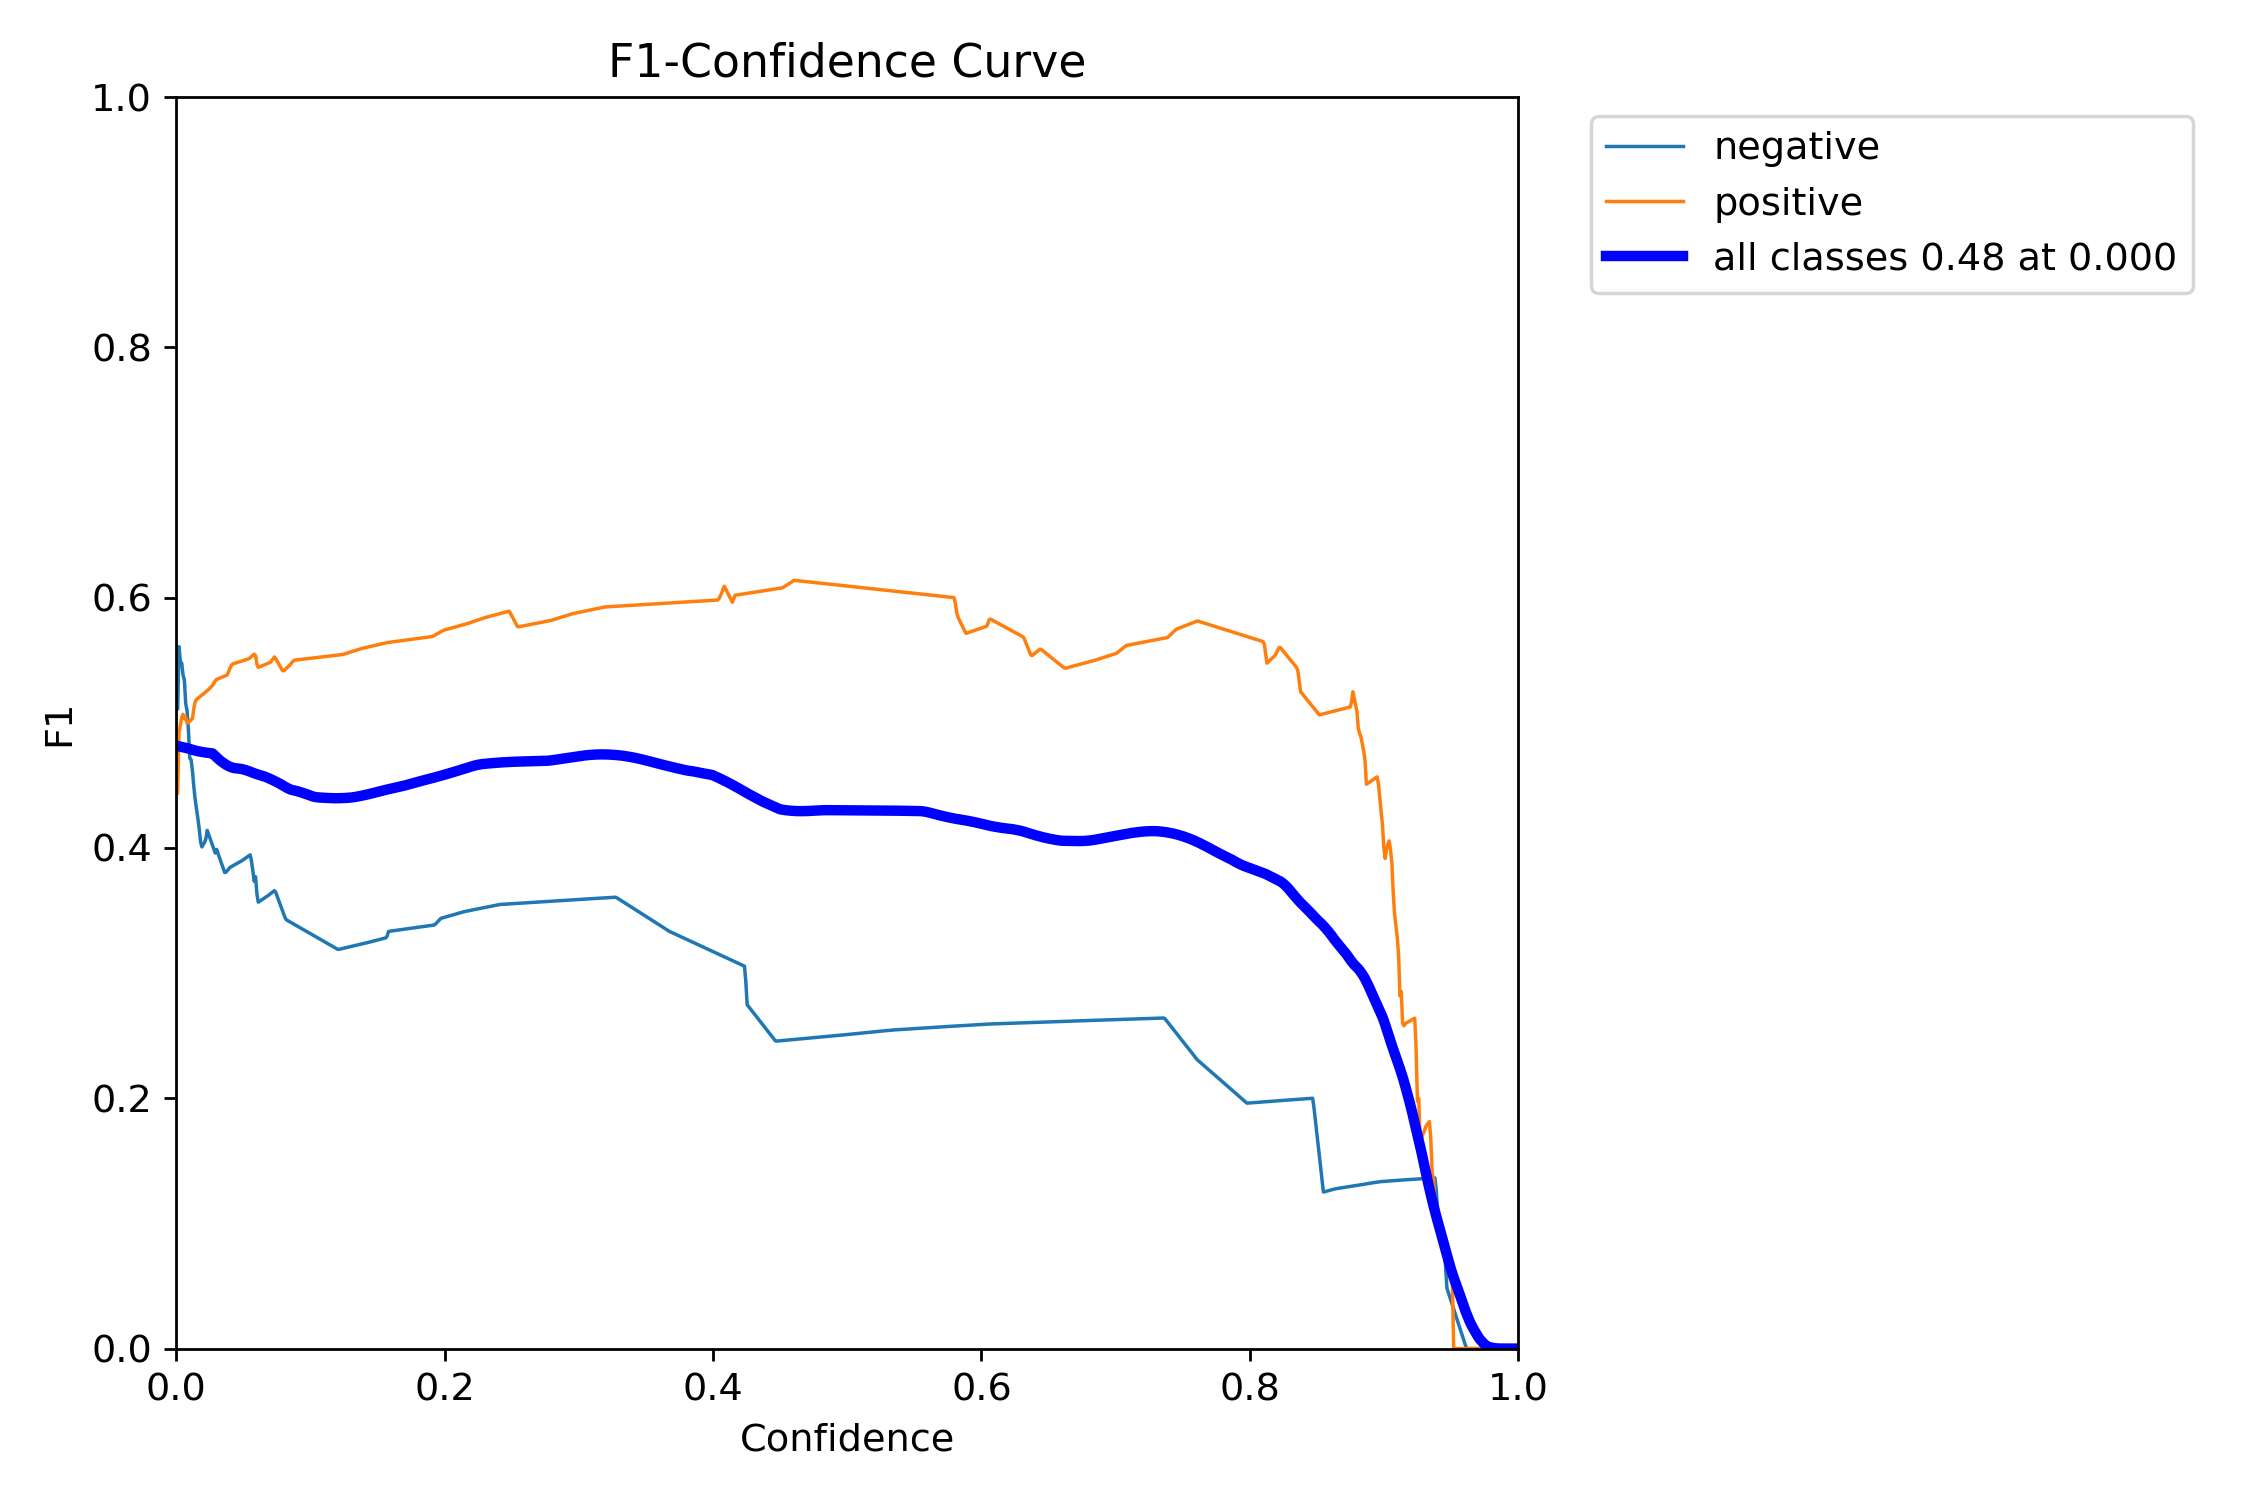 F1-Confidence Curve
1.0
0.8
0.6
0.4
0.2
0.0
F1
0.0 0.2 0.4 0.6 0.8 1.0
Confidence
negative
positive
all classes 0.48 at 0.000